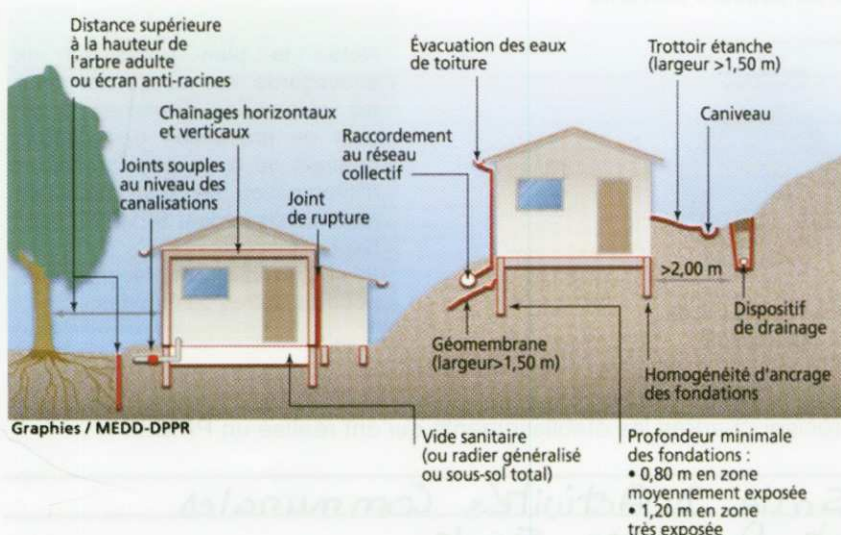 Distance supérieure
à la hauteur de
l'arbre adulte
ou écran anti-racines
Chaînages horizontaux
et verticaux
Joints souples
au niveau des
canalisations
Joint
de rupture
Évacuation des eaux
de toiture
Raccordement
au réseau
collectif
Trottoir étanche
(largeur >1,50 m)
Caniveau
>2,00 m
Dispositif
de drainage
Géomembrane
(largeur>1,50 m)
Homogénéité d'ancrage
des fondations
Graphies / MEDD-DPPR
Vide sanitaire
(ou radier généralisé
ou sous-sol total)
Profondeur minimale
des fondations :
• 0,80 m en zone
moyennement exposée
• 1,20 m en zone
très exposée